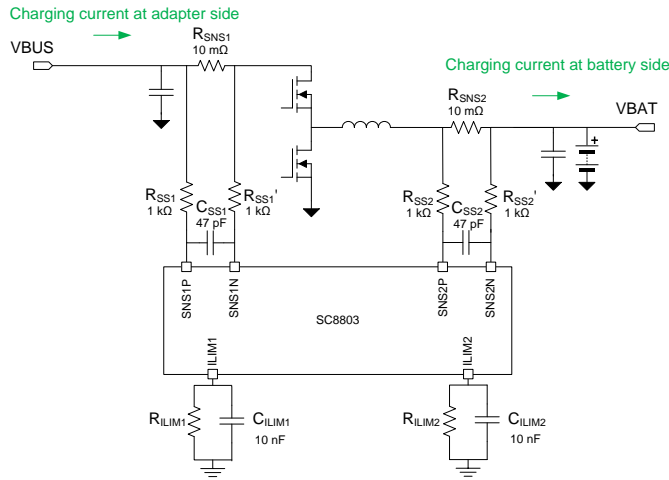 Charging current at adapter side
VBUS
RSNS1
10 mΩ
Charging current at battery side
RSNS2
10 mΩ
VBAT
+
RSS1
1 kΩ
RSS1'
1 kΩ
CSS1
47 pF
RSS2
1 kΩ
CSS2
47 pF
RSS2'
1 kΩ
SNS1P
SNS1N
SNS2P
SNS2N
SC8803
ILIM1
ILIM2
RILIM1
CILIM1
10 nF
RILIM2
CILIM2
10 nF